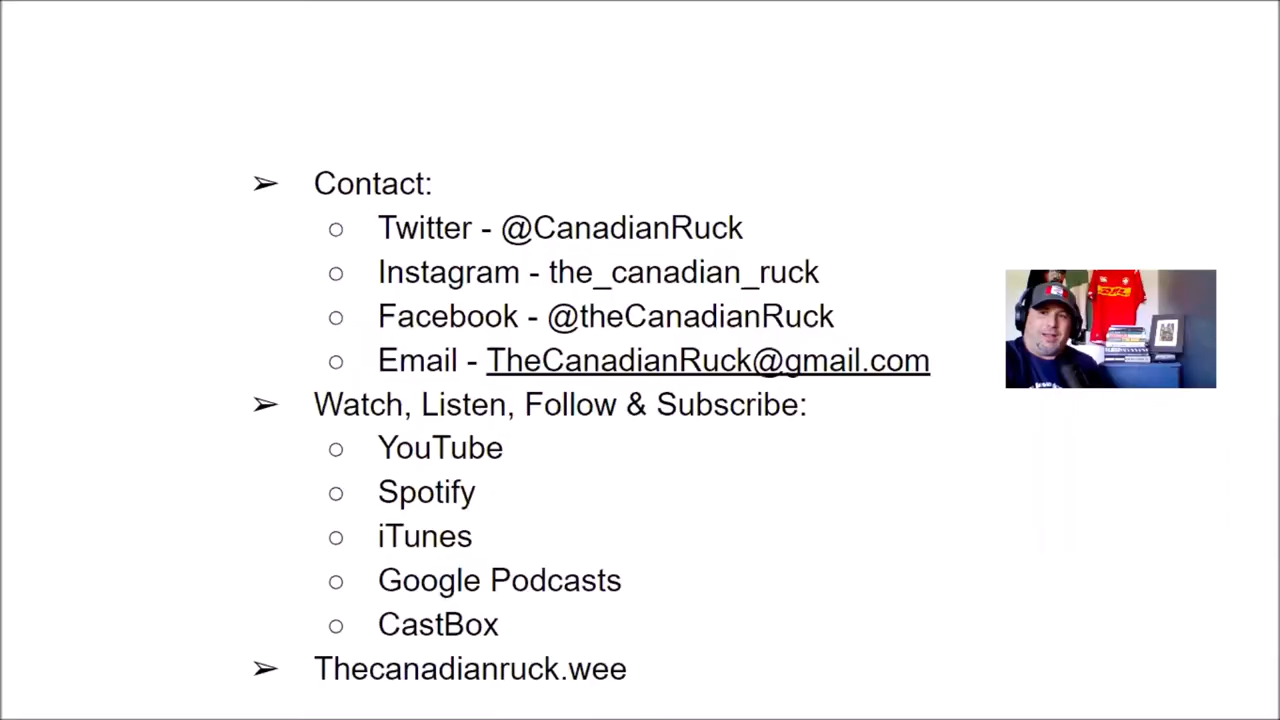 ➢ Contact:
○ Twitter - @CanadianRuck
○ Instagram - the_canadian_ruck
○ Facebook - @theCanadianRuck
○ Email - TheCanadianRuck@gmail.com
➢ Watch, Listen, Follow & Subscribe:
○ YouTube
○ Spotify
○ iTunes
○ Google Podcasts
○ CastBox
➢ Thecanadianruck.wee
DHL